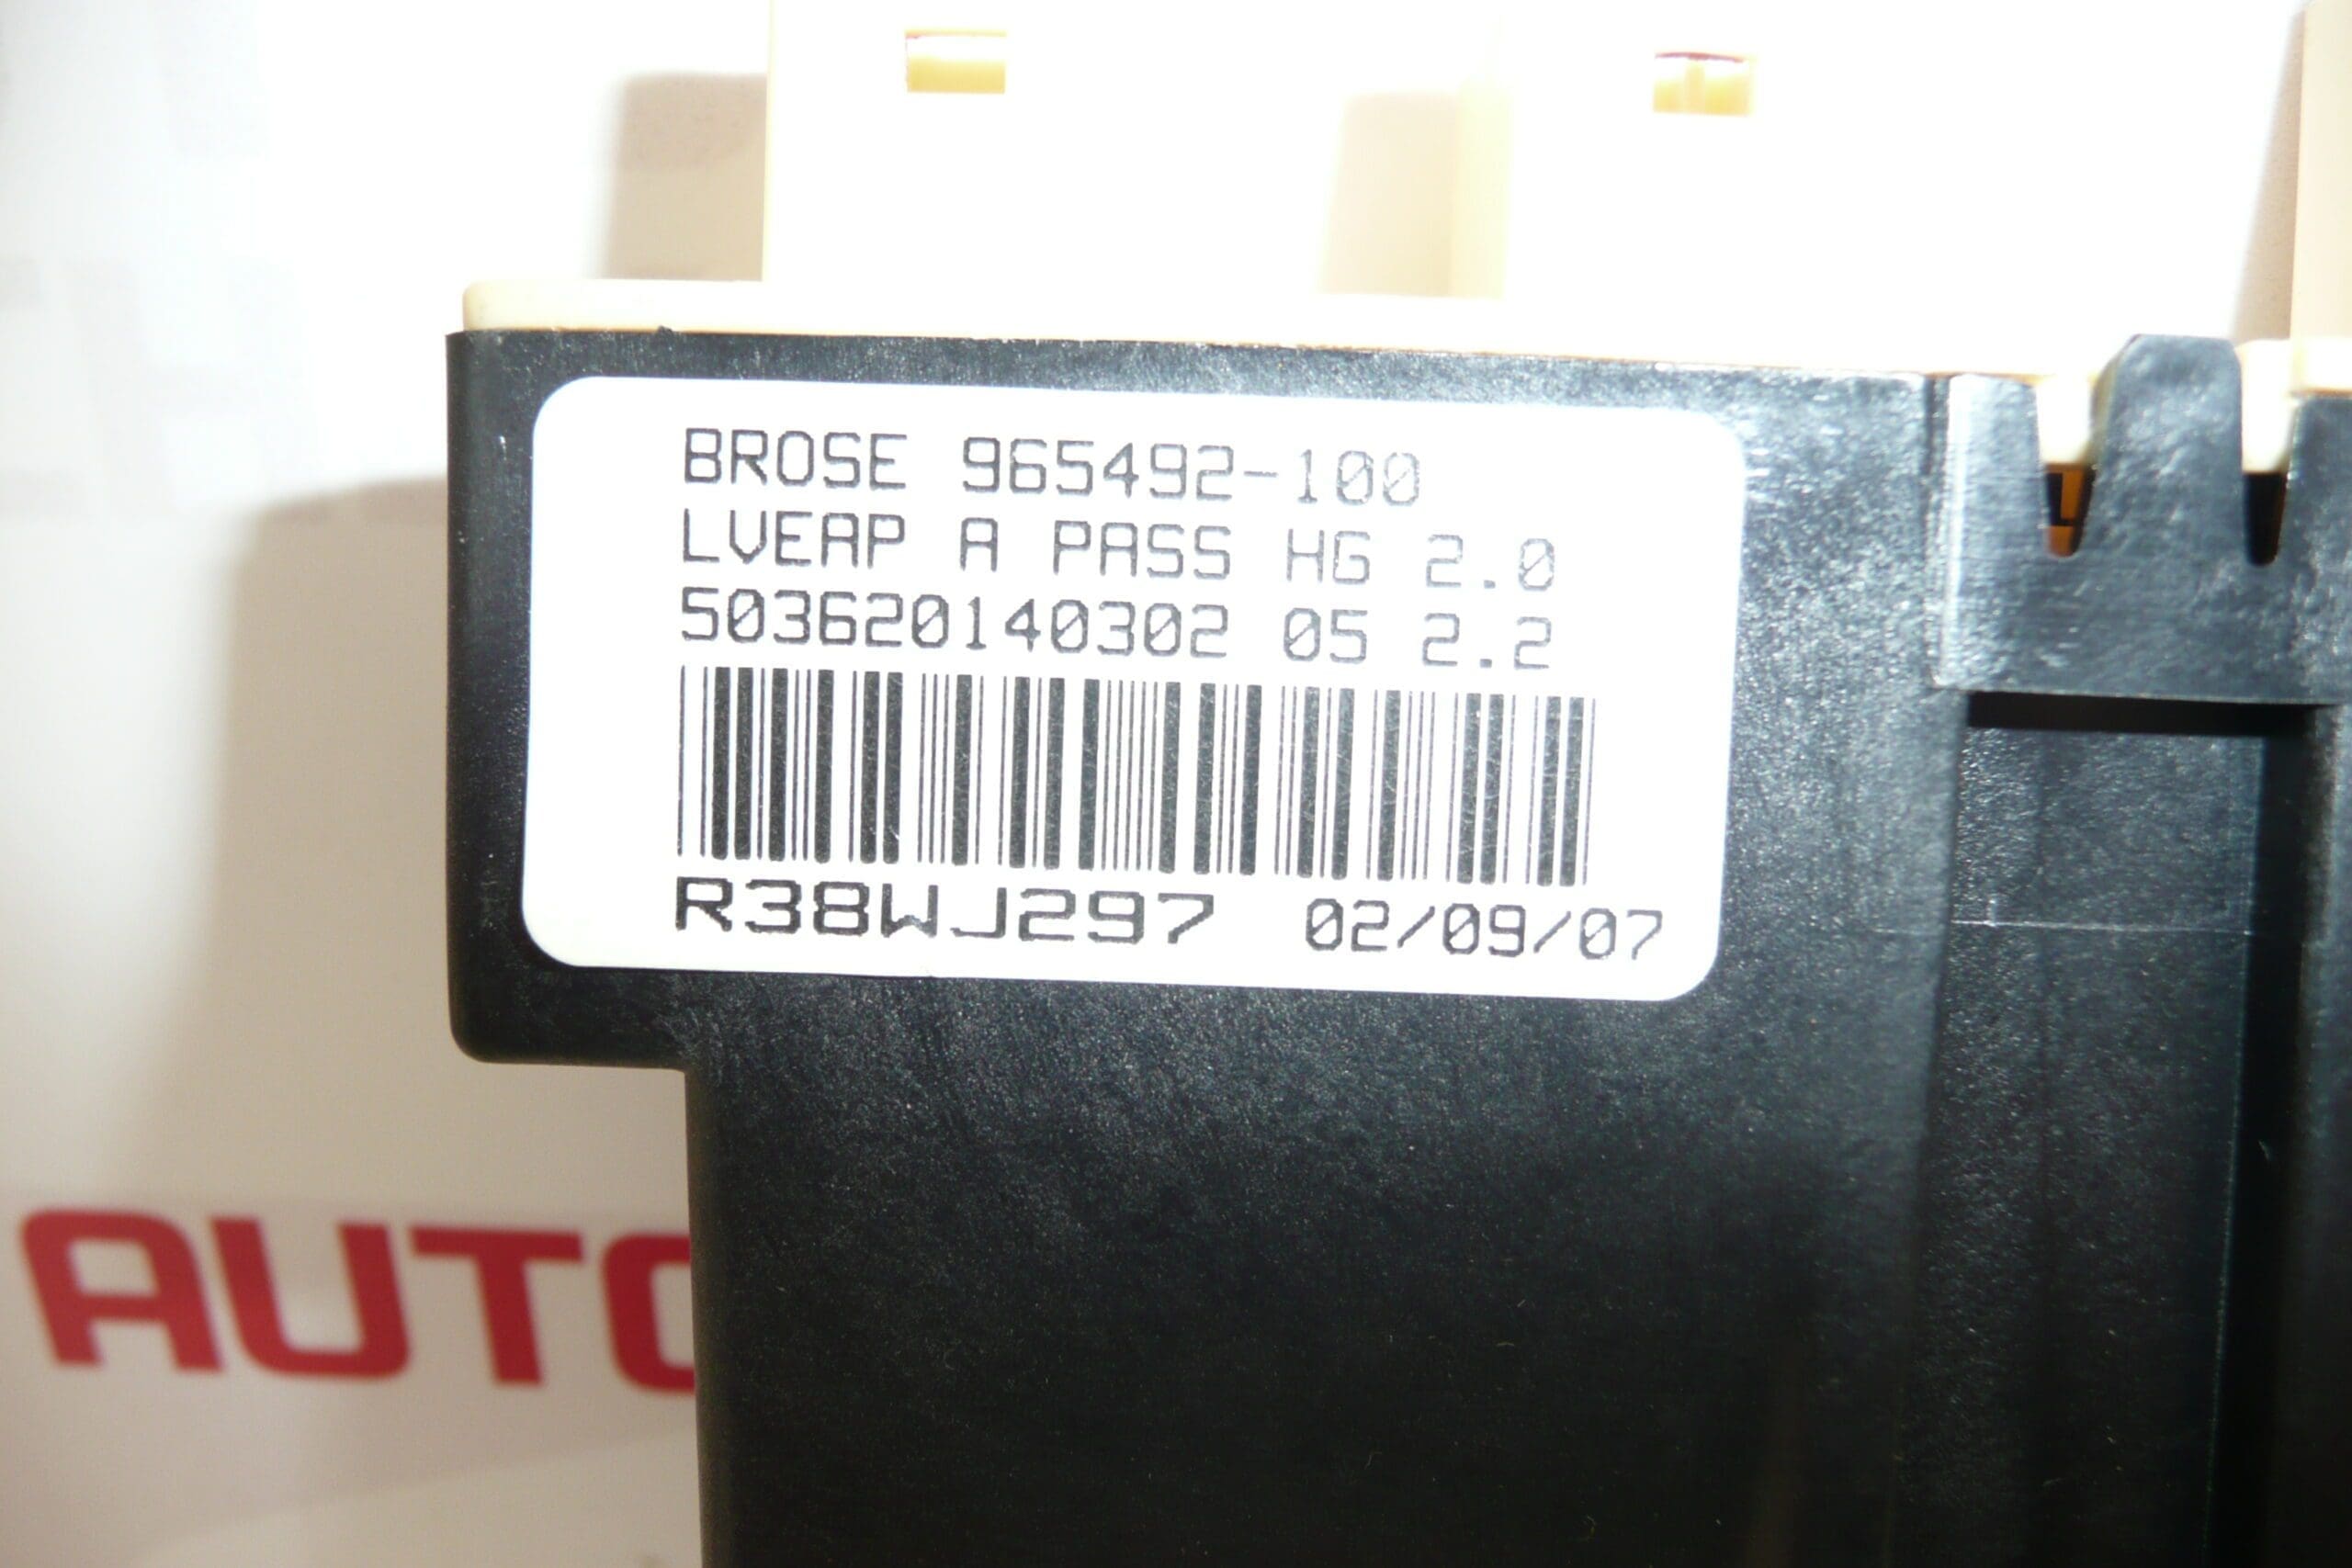 BROSE 965492-100
LVEAP A PASS HG 2.0
503620140302 05 2.2
R38WJ297 02/09/07
AUTO